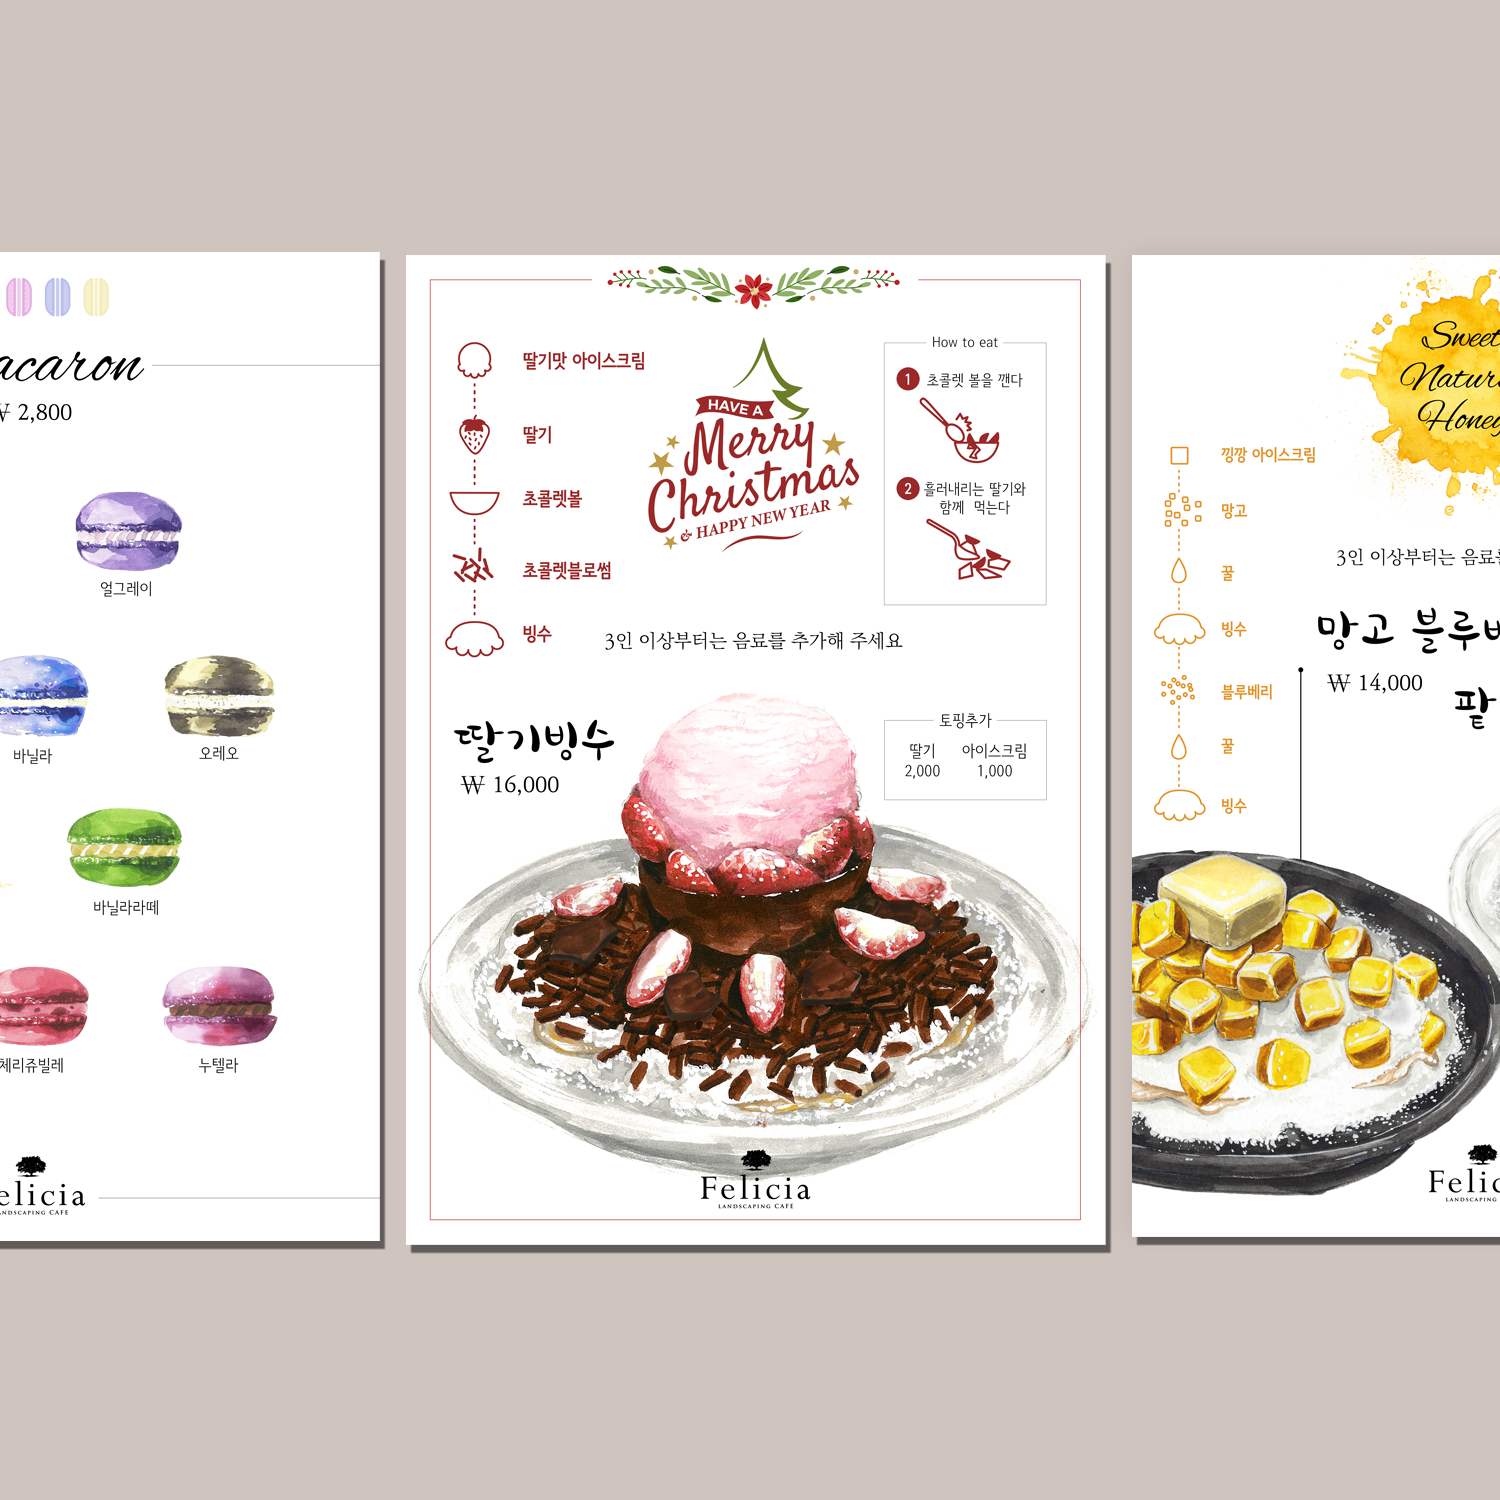 acaron
₩ 2,800
얼그레이
바닐라
오레오
바닐라라떼
체리쥬빌레
누텔라
elicia
LANDSCAPING CAFE
딸기맛 아이스크림
딸기
초콜렛볼
초콜렛블로썸
빙수
HAVE A
Merry
Christmas
& HAPPY NEW YEAR
How to eat
1 초콜렛 볼을 깬다
2 흘러내리는 딸기와
함께 먹는다
3인 이상부터는 음료를 추가해 주세요
딸기빙수
₩ 16,000
토핑추가
딸기 아이스크림
2,000 1,000
Felicia
LANDSCAPING CAFE
Sweet
Natur
Honey
낑깡 아이스크림
망고
꿀
빙수
블루베리
꿀
빙수
3인 이상부터는 음료를
망고 블루
₩ 14,000
팥
Felic
LANDSCAPING